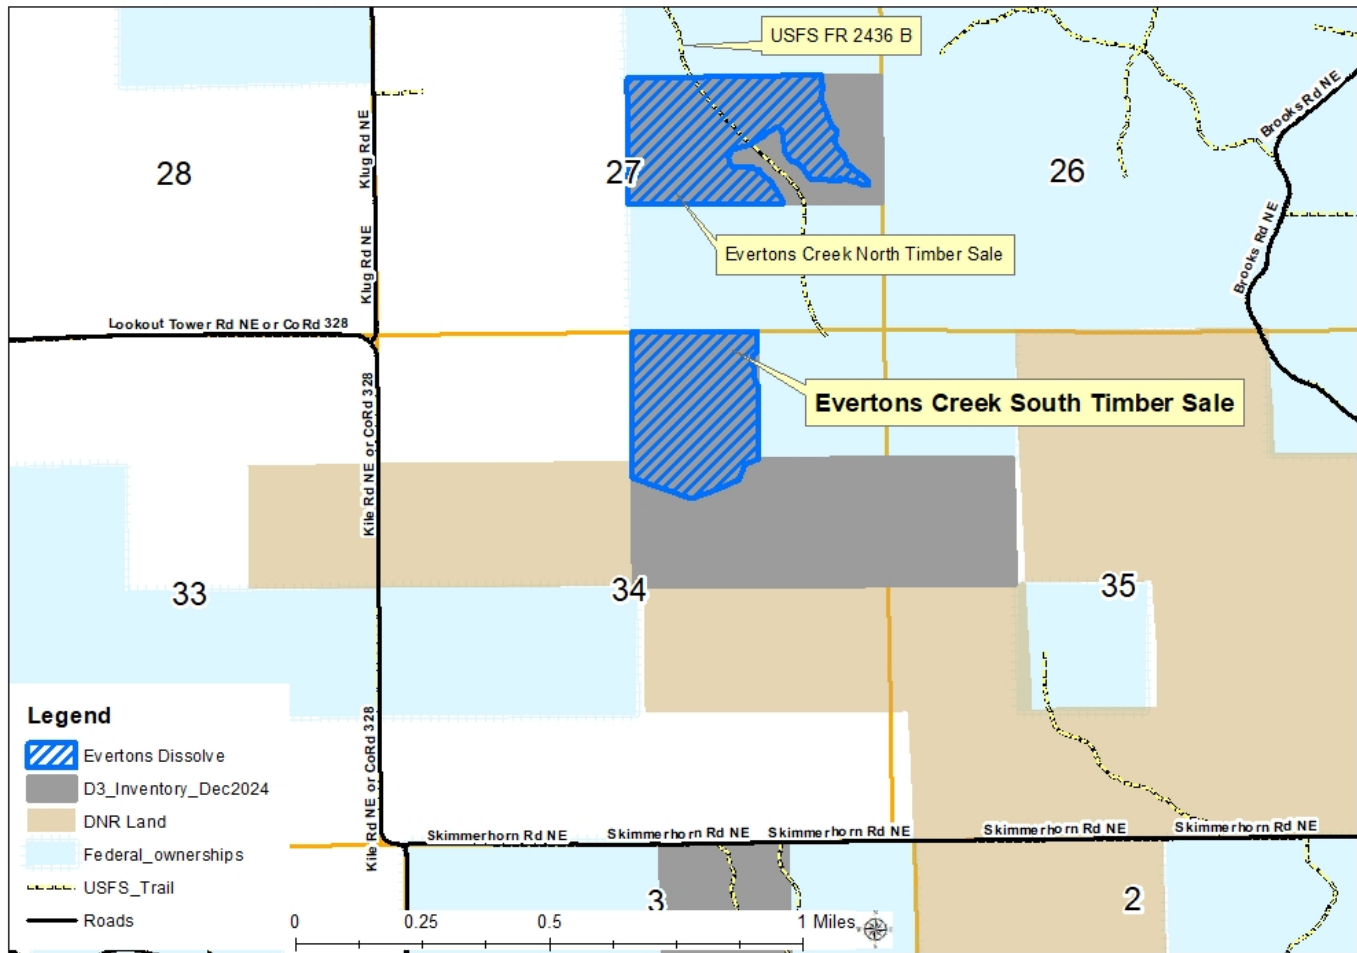 USFS FR 2436 B
Klug Rd NE
Brooks Rd NE
28
27
26
Klug Rd NE
Evertons Creek North Timber Sale
Brooks Rd NE
Lookout Tower Rd NE or CoRd 328
Kile Rd NE or CoRd 328
Evertons Creek South Timber Sale
33
34
35
Legend
Evertons Dissolve
D3_Inventory_Dec2024
DNR Land
Federal_ownerships
USFS_Trail
Roads
Kile Rd NE or CoRd 328
Skimmerhorn Rd NE
Skimmerhorn Rd NE
Skimmerhorn Rd NE
Skimmerhorn Rd NE
Skimmerhorn Rd NE
3
2
0 0.25 0.5 1 Miles